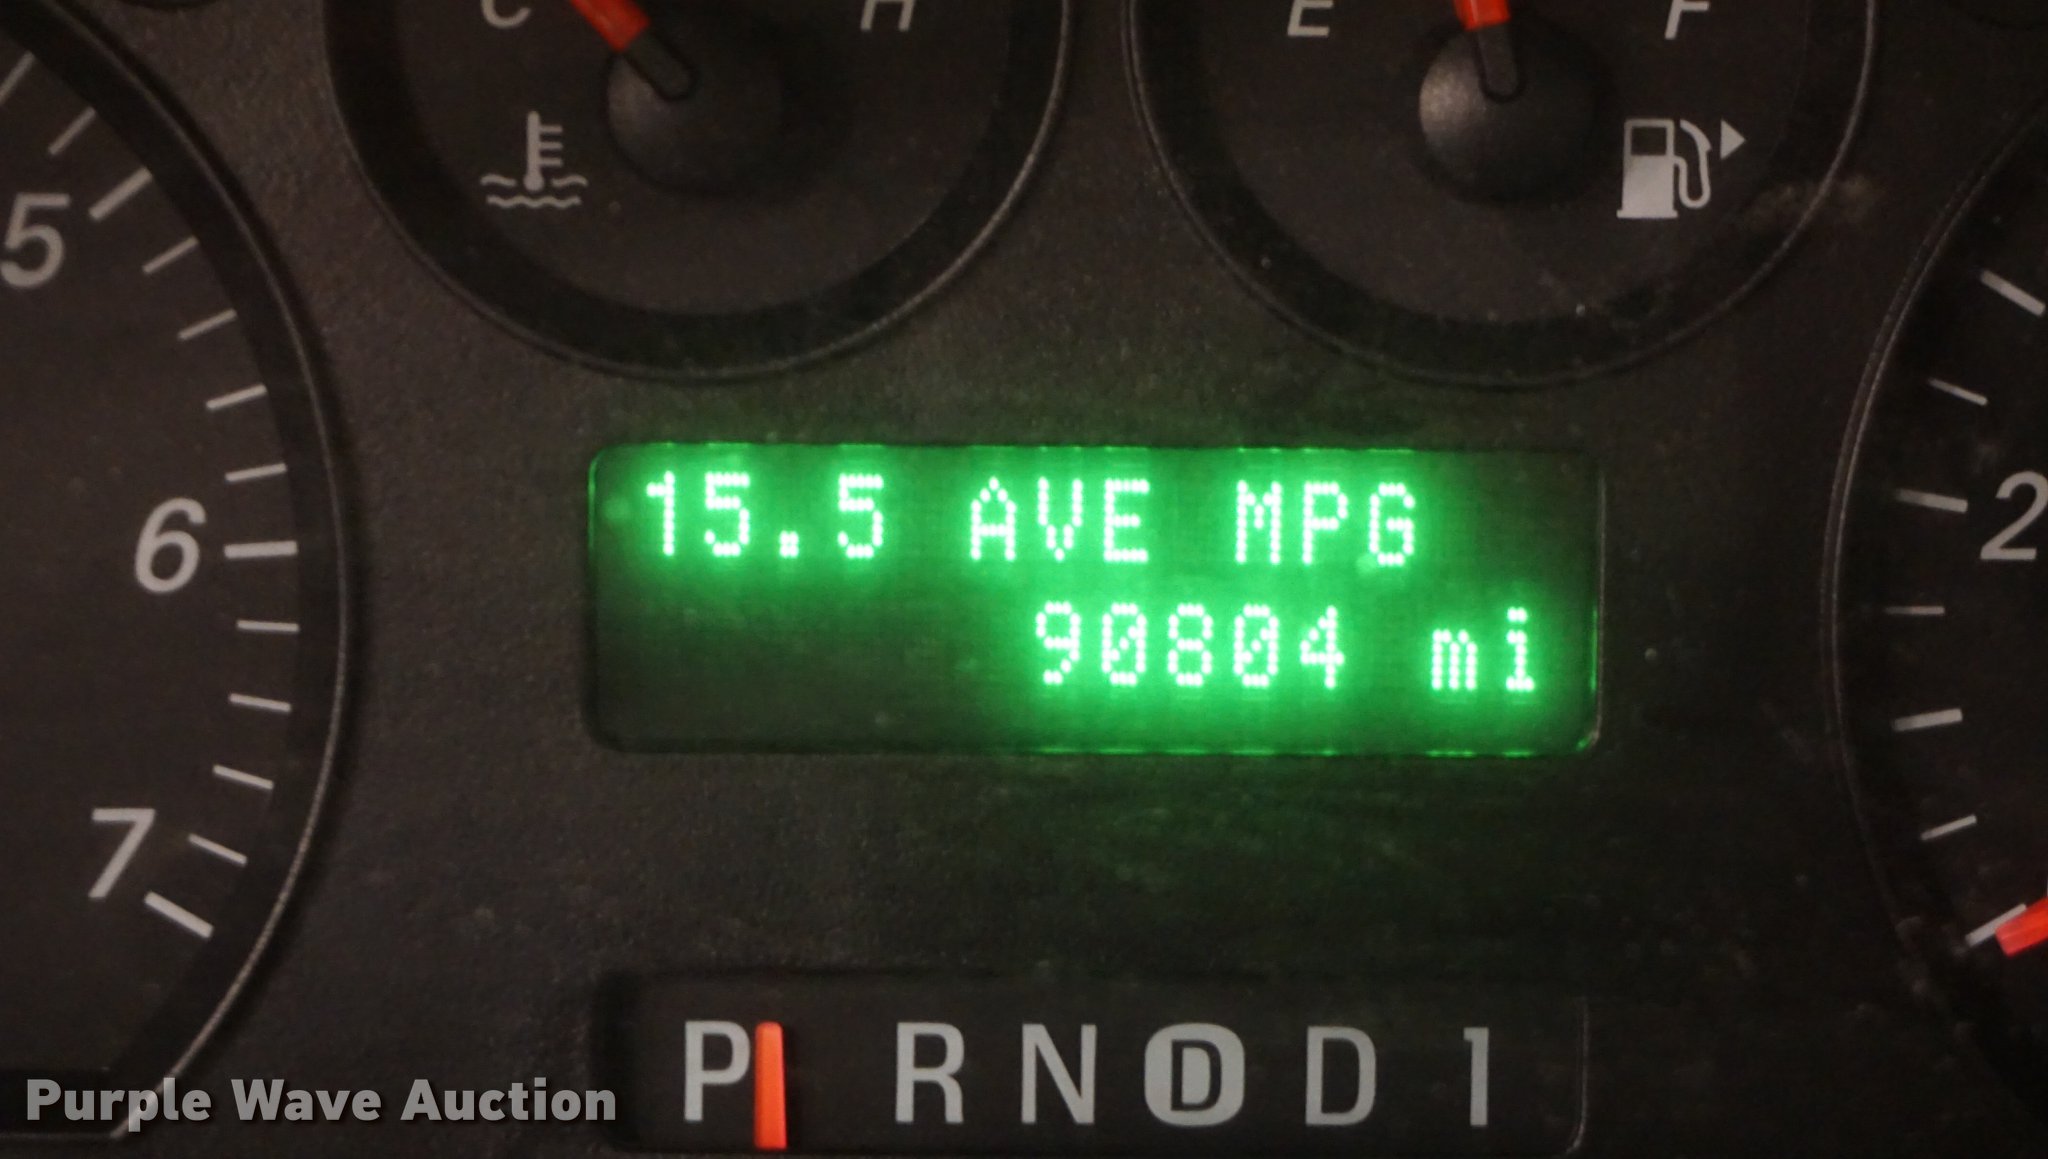 C H E F
5
6
2
7
15.5 AVE MPG
90804 mi
P R N D D 1
Purple Wave Auction